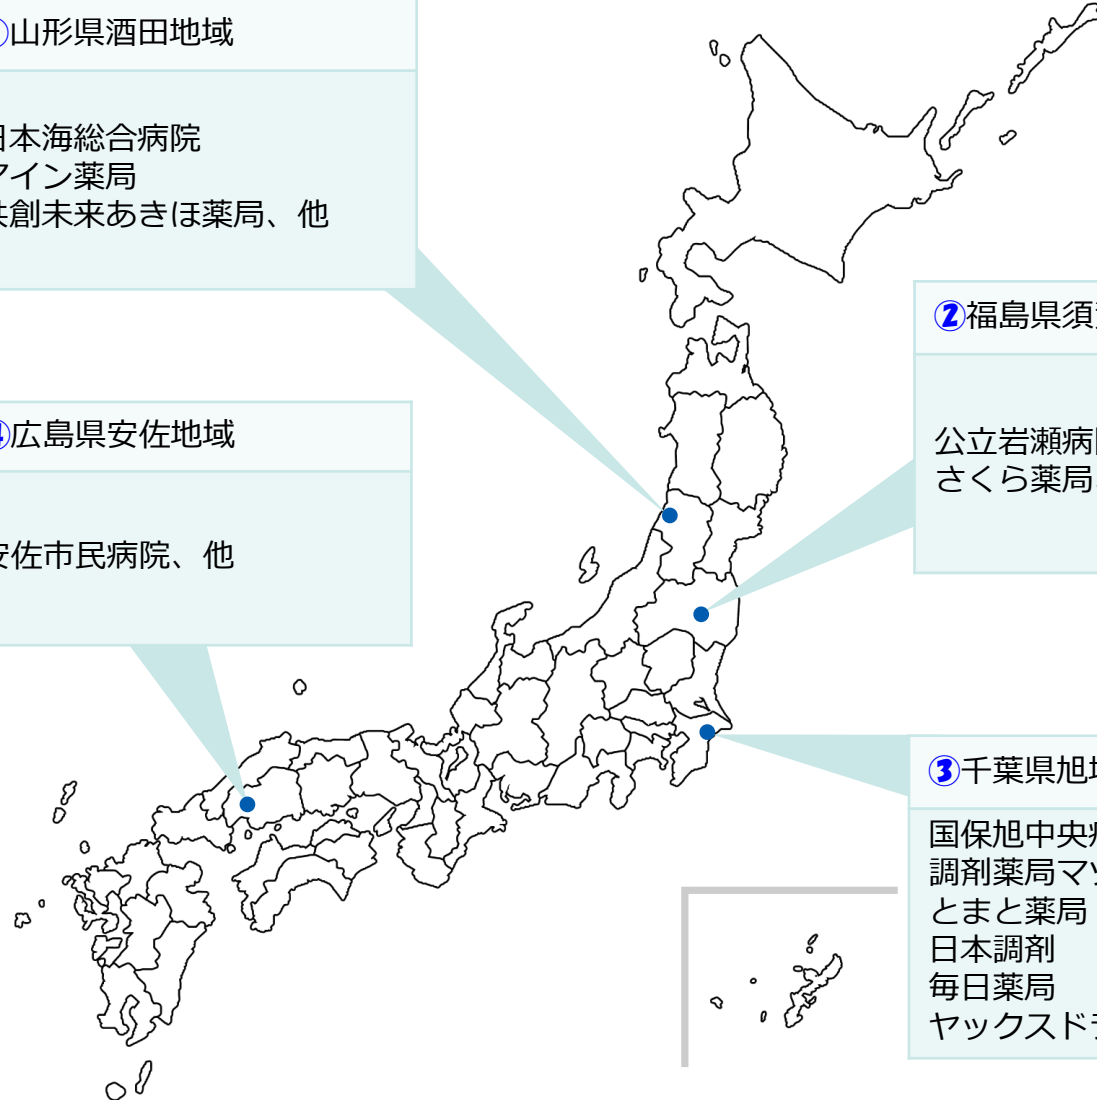 山形県酒田地域
日本海総合病院
アイン薬局
共創未来あきほ薬局、他
②福島県須
公立岩瀬病
さくら薬局
広島県安佐地域
安佐市民病院、他
③千葉県旭
国保旭中央
調剤薬局マツ
とまと薬局
日本調剤
毎日薬局
ヤックスド